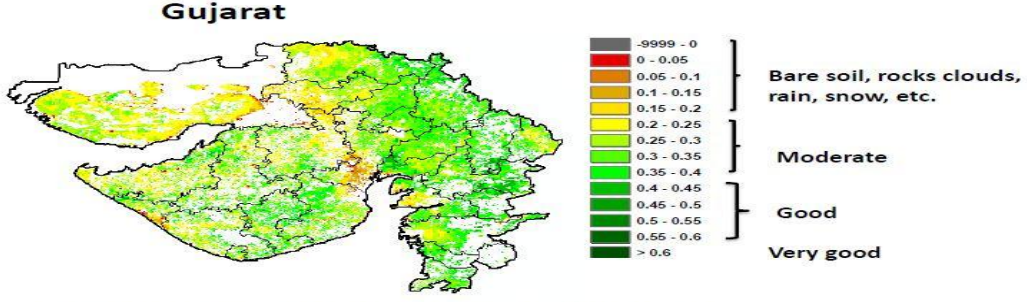 Gujarat
-9999 - 0
0 - 0.05
0.05 - 0.1
0.1 - 0.15
0.15 - 0.2
0.2 - 0.25
0.25 - 0.3
0.3 - 0.35
0.35 - 0.4
0.4 - 0.45
0.45 - 0.5
0.5 - 0.55
0.55 - 0.6
> 0.6
Bare soil, rocks clouds,
rain, snow, etc.
Moderate
Good
Very good